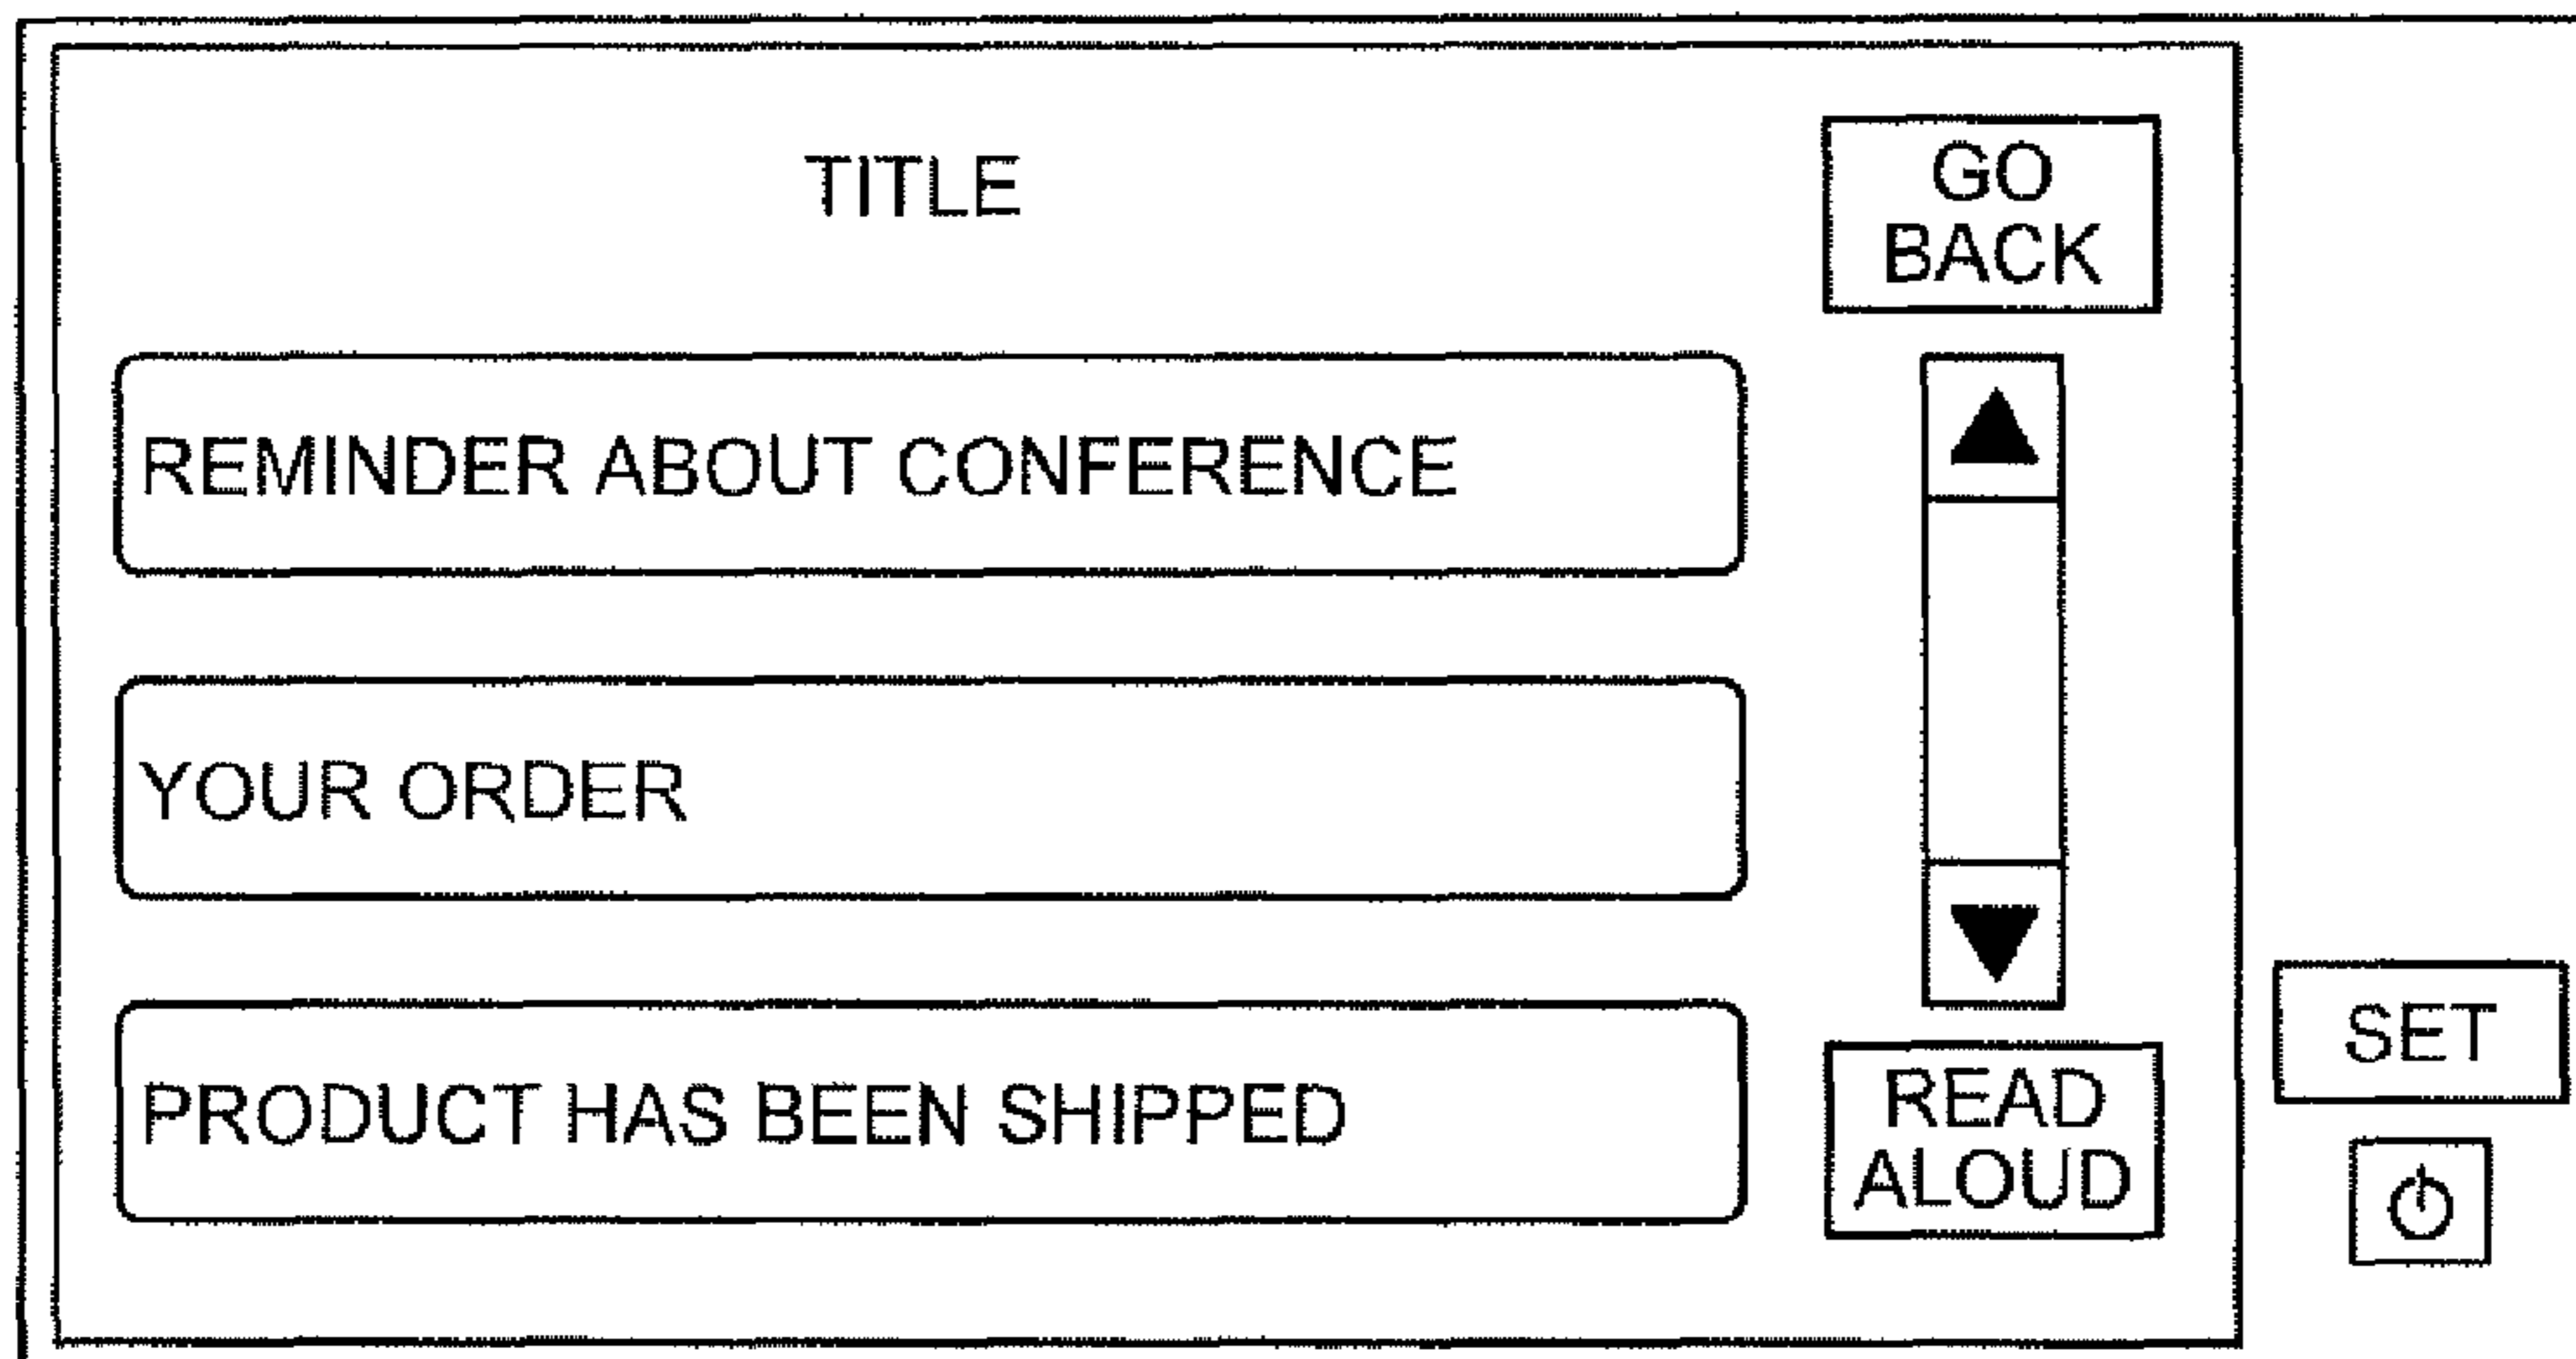 TITLE
GO
BACK
REMINDER ABOUT CONFERENCE
YOUR ORDER
PRODUCT HAS BEEN SHIPPED
READ
ALOUD
SET